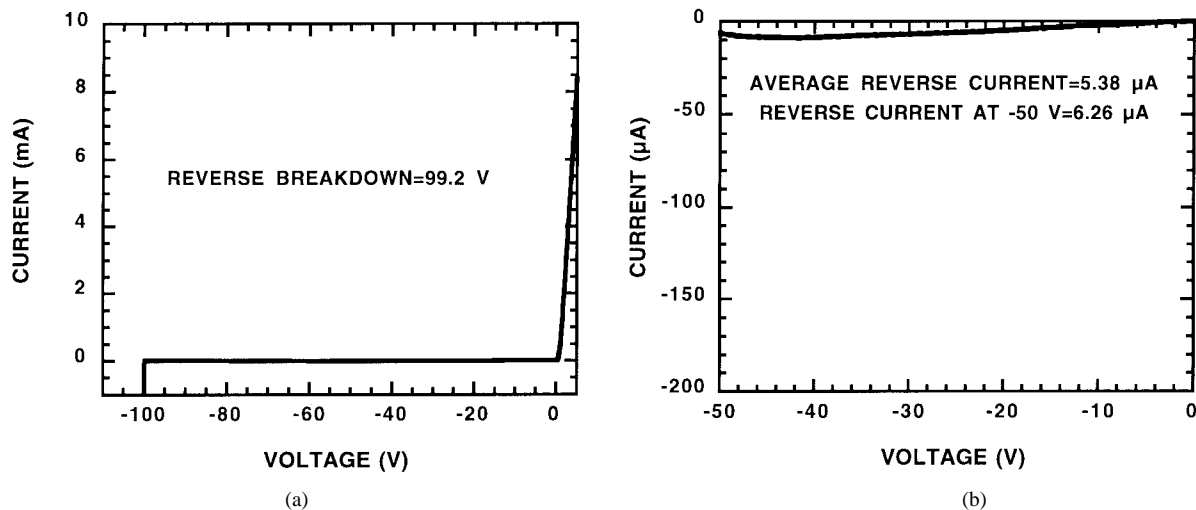 10
8
6
4
2
0
CURRENT (mA)
REVERSE BREAKDOWN=99.2 V
-100
-80
-60
-40
-20
0
VOLTAGE (V)
(a)
0
-50
-100
-150
-200
CURRENT (µA)
AVERAGE REVERSE CURRENT=5.38 µA
REVERSE CURRENT AT -50 V=6.26 µA
-50
-40
-30
-20
-10
0
VOLTAGE (V)
(b)